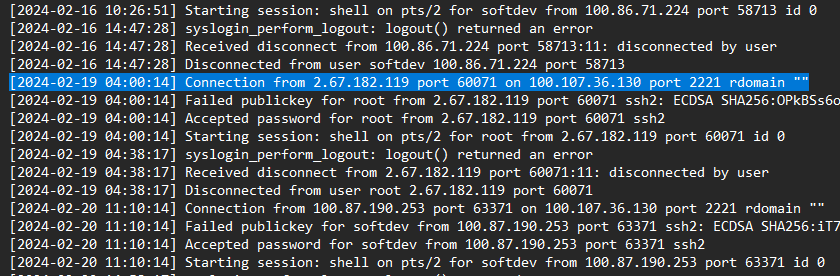 [2024-02-16 10:26:51] Starting session: shell on pts/2 for softdev from 100.86.71.224 port 58713 id 0
[2024-02-16 14:47:28] syslogin_perform_logout: logout() returned an error
[2024-02-16 14:47:28] Received disconnect from 100.86.71.224 port 58713:11: disconnected by user
[2024-02-16 14:47:28] Disconnected from user softdev 100.86.71.224 port 58713
[2024-02-19 04:00:14] Connection from 2.67.182.119 port 60071 on 100.107.36.130 port 2221 rdomain ""
[2024-02-19 04:00:14] Failed publickey for root from 2.67.182.119 port 60071 ssh2: ECDSA SHA256:OPkBSs6o
[2024-02-19 04:00:14] Accepted password for root from 2.67.182.119 port 60071 ssh2
[2024-02-19 04:00:14] Starting session: shell on pts/2 for root from 2.67.182.119 port 60071 id 0
[2024-02-19 04:38:17] syslogin_perform_logout: logout() returned an error
[2024-02-19 04:38:17] Received disconnect from 2.67.182.119 port 60071:11: disconnected by user
[2024-02-19 04:38:17] Disconnected from user root 2.67.182.119 port 60071
[2024-02-20 11:10:14] Connection from 100.87.190.253 port 63371 on 100.107.36.130 port 2221 rdomain ""
[2024-02-20 11:10:14] Failed publickey for softdev from 100.87.190.253 port 63371 ssh2: ECDSA SHA256:iT7
[2024-02-20 11:10:14] Accepted password for softdev from 100.87.190.253 port 63371 ssh2
[2024-02-20 11:10:14] Starting session: shell on pts/2 for softdev from 100.87.190.253 port 63371 id 0